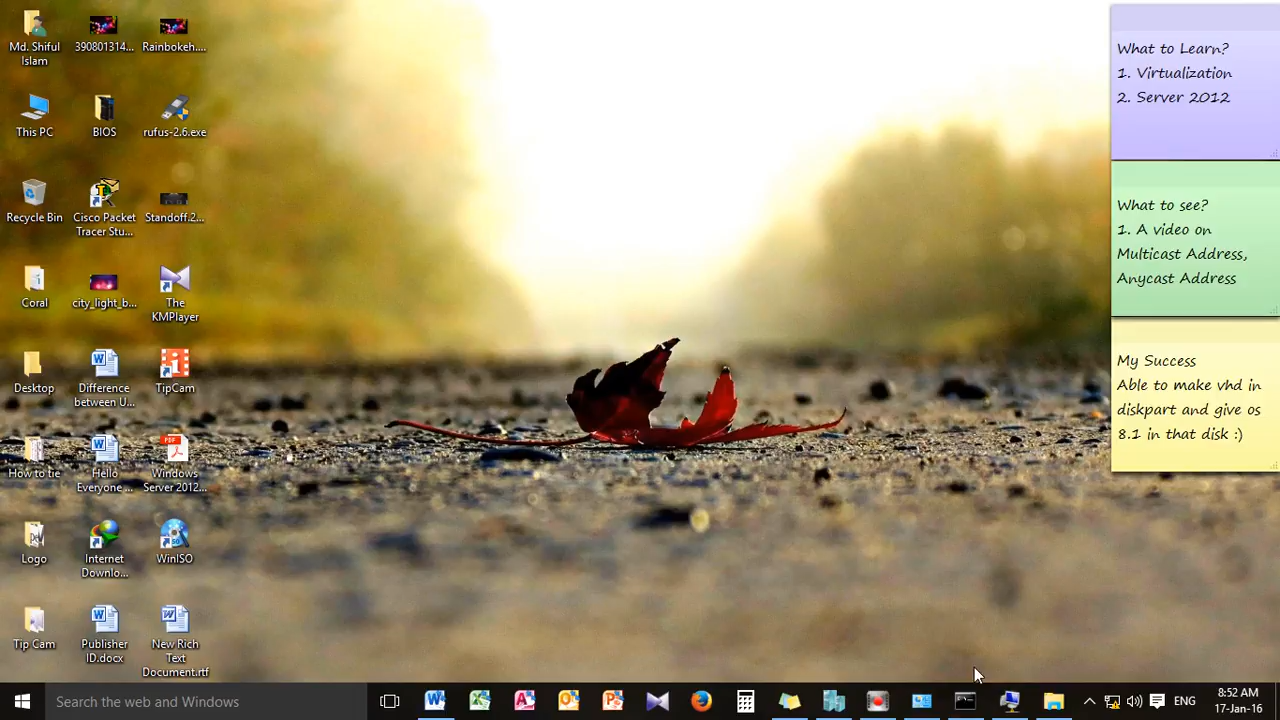 Md. Shiful
Islam
390801314...
Rainbokeh....
This PC
BIOS
rufus-2.6.exe
Recycle Bin
Cisco Packet
Tracer Stu...
Standoff.2...
Coral
city_light_b...
The
KMPlayer
Desktop
Difference
between U...
TipCam
How to tie
Hello
Everyone ...
PDF
Windows
Server 2012...
Logo
Internet
Downlo...
WinISO
Tip Cam
Publisher
ID.docx
New Rich
Text
Document.rtf
What to Learn?
1. Virtualization
2. Server 2012
What to see?
1. A video on
Multicast Address,
Anycast Address
My Success
Able to make vhd in
diskpart and give os
8.1 in that disk :)
Search the web and Windows
ENG
8:52 AM
17-Jan-16